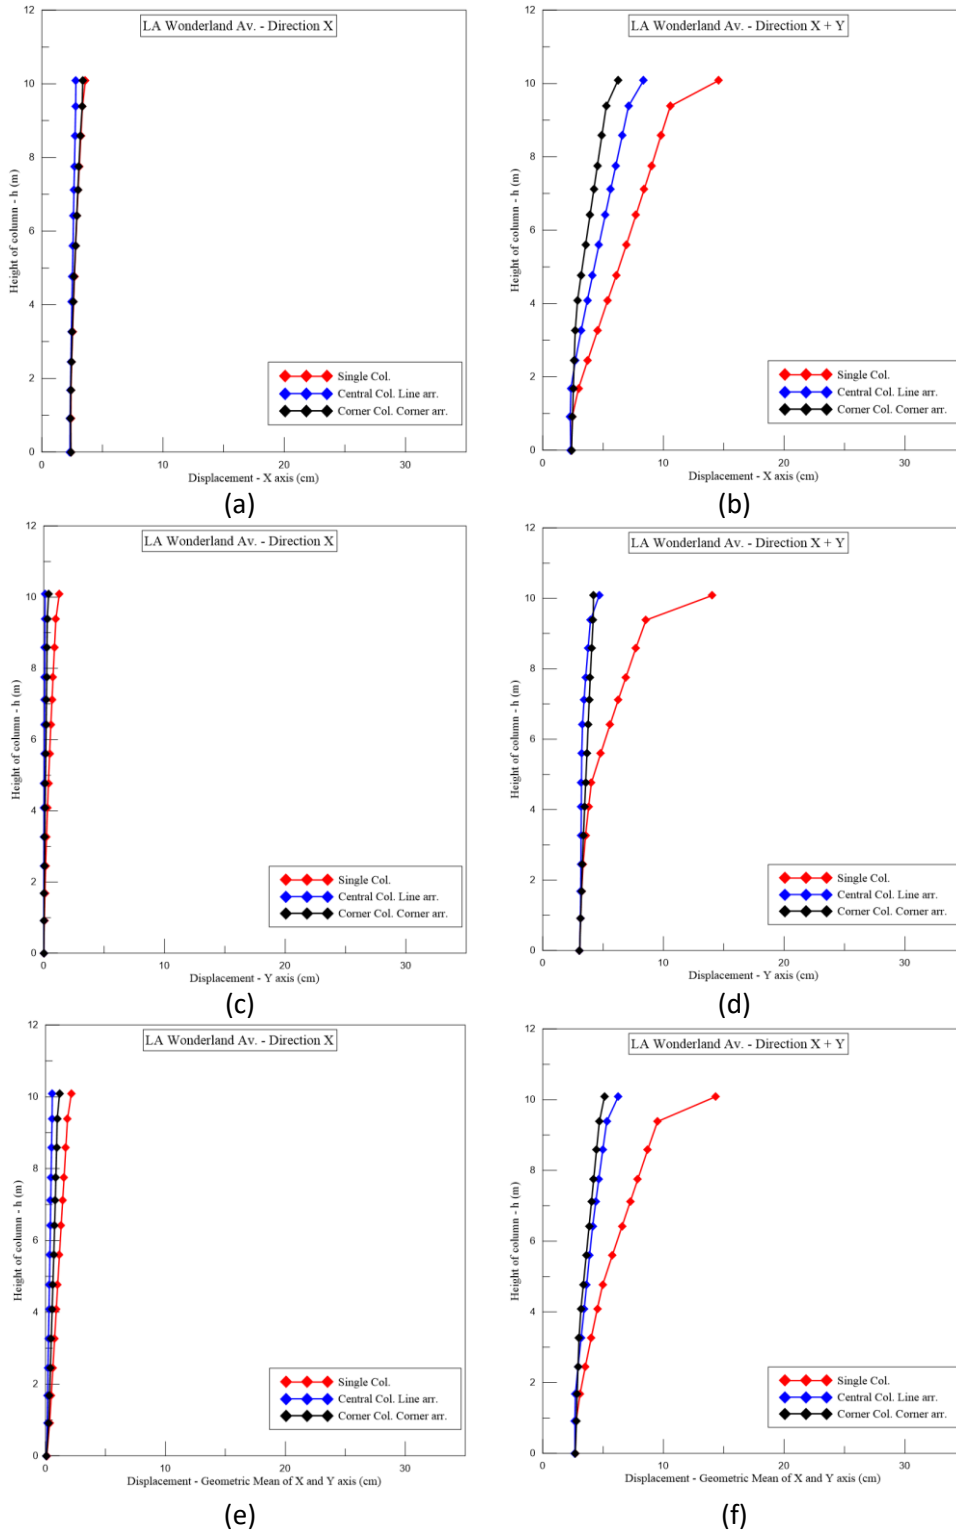 12
LA Wonderland Av. - Direction X
10
8
6
4
2
0
Height of column - h (m)
Single Col.
Central Col. Line arr.
Corner Col. Corner arr.
0 10 20 30
Displacement - X axis (cm)
(a)
12
LA Wonderland Av. - Direction X + Y
10
8
6
4
2
0
Height of column - h (m)
Single Col.
Central Col. Line arr.
Corner Col. Corner arr.
0 10 20 30
Displacement - X axis (cm)
(b)
12
LA Wonderland Av. - Direction X
10
8
6
4
2
0
Height of column - h (m)
Single Col.
Central Col. Line arr.
Corner Col. Corner arr.
0 10 20 30
Displacement - Y axis (cm)
(c)
12
LA Wonderland Av. - Direction X + Y
10
8
6
4
2
0
Height of column - h (m)
Single Col.
Central Col. Line arr.
Corner Col. Corner arr.
0 10 20 30
Displacement - Y axis (cm)
(d)
12
LA Wonderland Av. - Direction X
10
8
6
4
2
0
Height of column - h (m)
Single Col.
Central Col. Line arr.
Corner Col. Corner arr.
0 10 20 30
Displacement - Geometric Mean of X and Y axis (cm)
(e)
12
LA Wonderland Av. - Direction X + Y
10
8
6
4
2
0
Height of column - h (m)
Single Col.
Central Col. Line arr.
Corner Col. Corner arr.
0 10 20 30
Displacement - Geometric Mean of X and Y axis (cm)
(f)